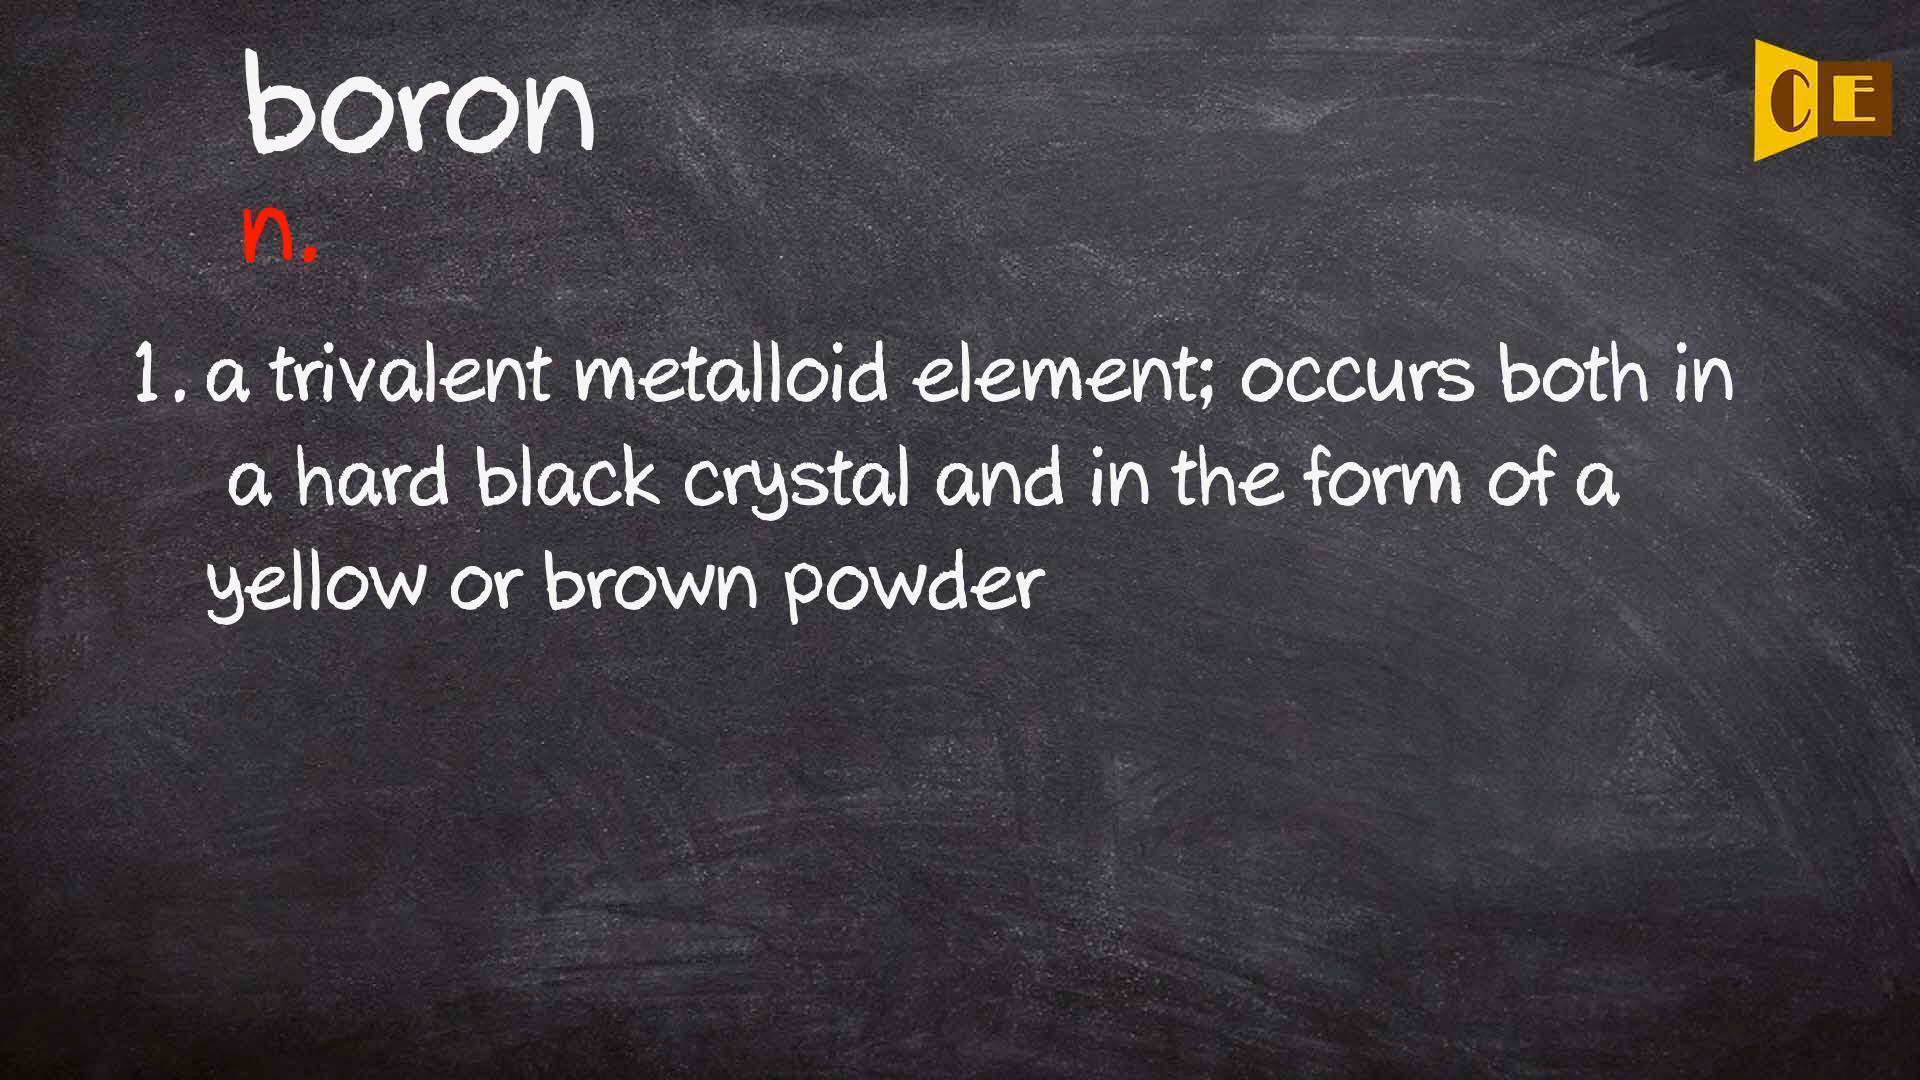 boron
CE
n.
1. a trivalent metalloid element; occurs both in
a hard black crystal and in the form of a
yellow or brown powder